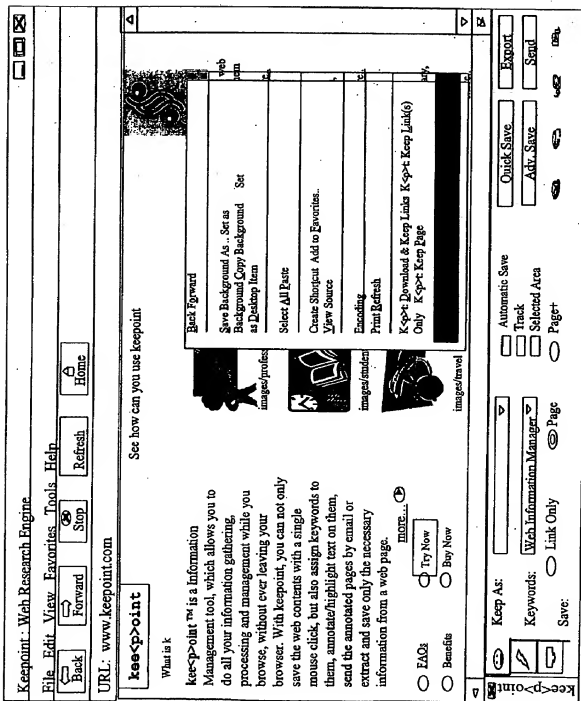 Keepoint : Web Research Engine
File Edit View Favorites Tools Help
Back Forward Stop Refresh Home
URL: www.keepoint.com
kee<p>oint
What is k
See how can you use keepoint
kee<p>oint ™ is a Information
Management tool, which allows you to
do all your information gathering,
processing and management while you
browse, without ever leaving your
browser. With keepoint, you can not only
save the web contents with a single
mouse click, but also assign keywords to
them, annotate/highlight text on them,
send the annotated pages by email or
extract and save only the necessary
information from a web page.
more...
FAQs Try Now
Benefits Buy Now
images/profess
images/studen
images/travel
web
Back Forward
Save Background As .. Set as
Background Copy Background Set
as Desktop Item
Select All Paste
Create Shortcut Add to Favorites..
View Source
Encoding
Print Refresh
K<p>t Download & Keep Links K<p>t Keep Link(s)
Only K<p>t Keep Page
kee<p>oint
Keep As:
Keywords: Web Information Manager
Save: Link Only Page Page+
Automatic Save
Track
Selected Area
Quick Save Export
Adv. Save Send